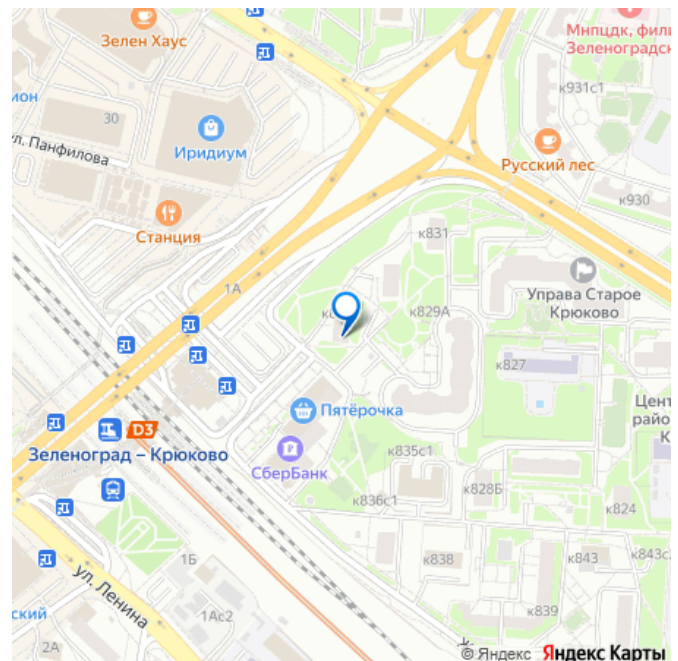 Зелен Хаус
Мнпцдк, фили
Зеленоградск
к931с1
ион
30
Иридиум
ул. Панфилова
Русский лес
к930
Станция
к831
1А
Управа Старое
Крюково
к829А
к827
Пятёрочка
Цент
райо
К
D3
Зеленоград – Крюково
СберБанк
к835с1
к828Б
к836с1
к824
1Б
к838
к843
к843с
ул. Ленина
ский
1Ас2
к839
2А
© Яндекс Яндекс Карты